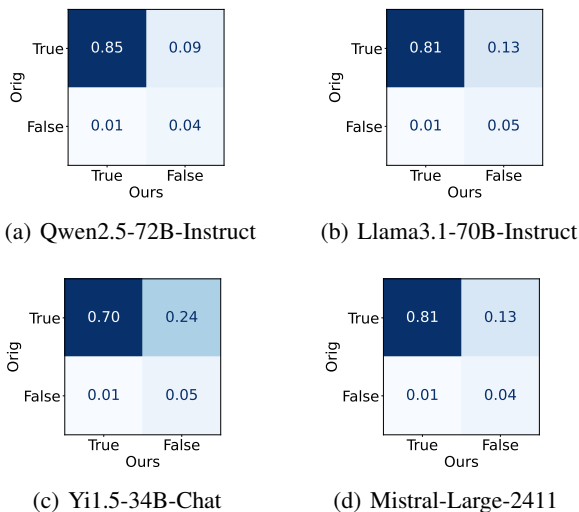 True
0.85 0.09
Orig
False
0.01 0.04
True False
Ours
(a) Qwen2.5-72B-Instruct
True
0.81 0.13
Orig
False
0.01 0.05
True False
Ours
(b) Llama3.1-70B-Instruct
True
0.70 0.24
Orig
False
0.01 0.05
True False
Ours
(c) Yi1.5-34B-Chat
True
0.81 0.13
Orig
False
0.01 0.04
True False
Ours
(d) Mistral-Large-2411